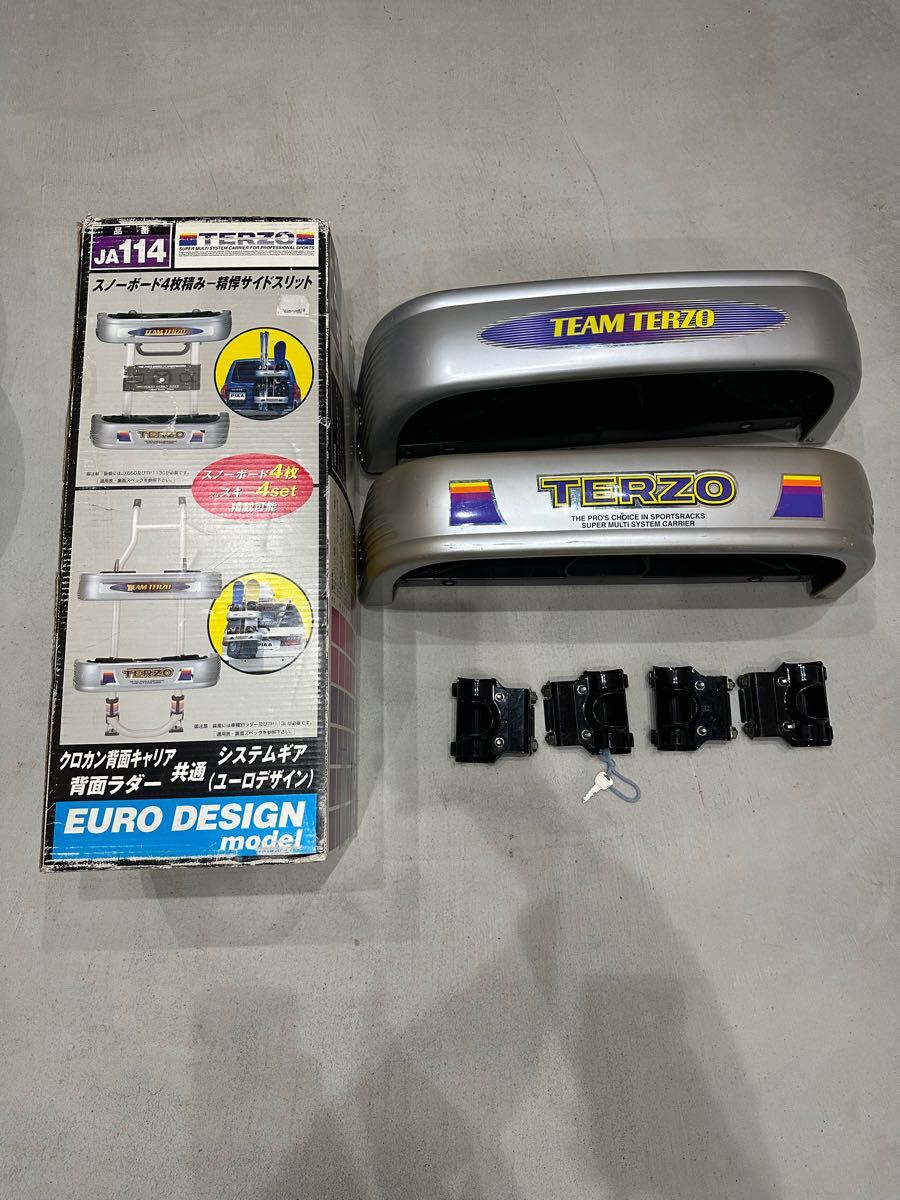 品番
JA114
TERZO
SUPER MULTI SYSTEM CARRIER FOR PROFESSIONAL SPORTS
スノーボード4枚積みー精悍サイドスリット
TEAM TERZO
PIAA
TERZO
スノーボード4枚
スキー4set
積載可能
TEAM TERZO
TERZO
PIAA
クロカン背面キャリア
背面ラダー
共通
システムギア
(ユーロデザイン)
EURO DESIGN
model
TEAM TERZO
TERZO
THE PRO'S CHOICE IN SPORTSRACKS
SUPER MULTI SYSTEM CARRIER